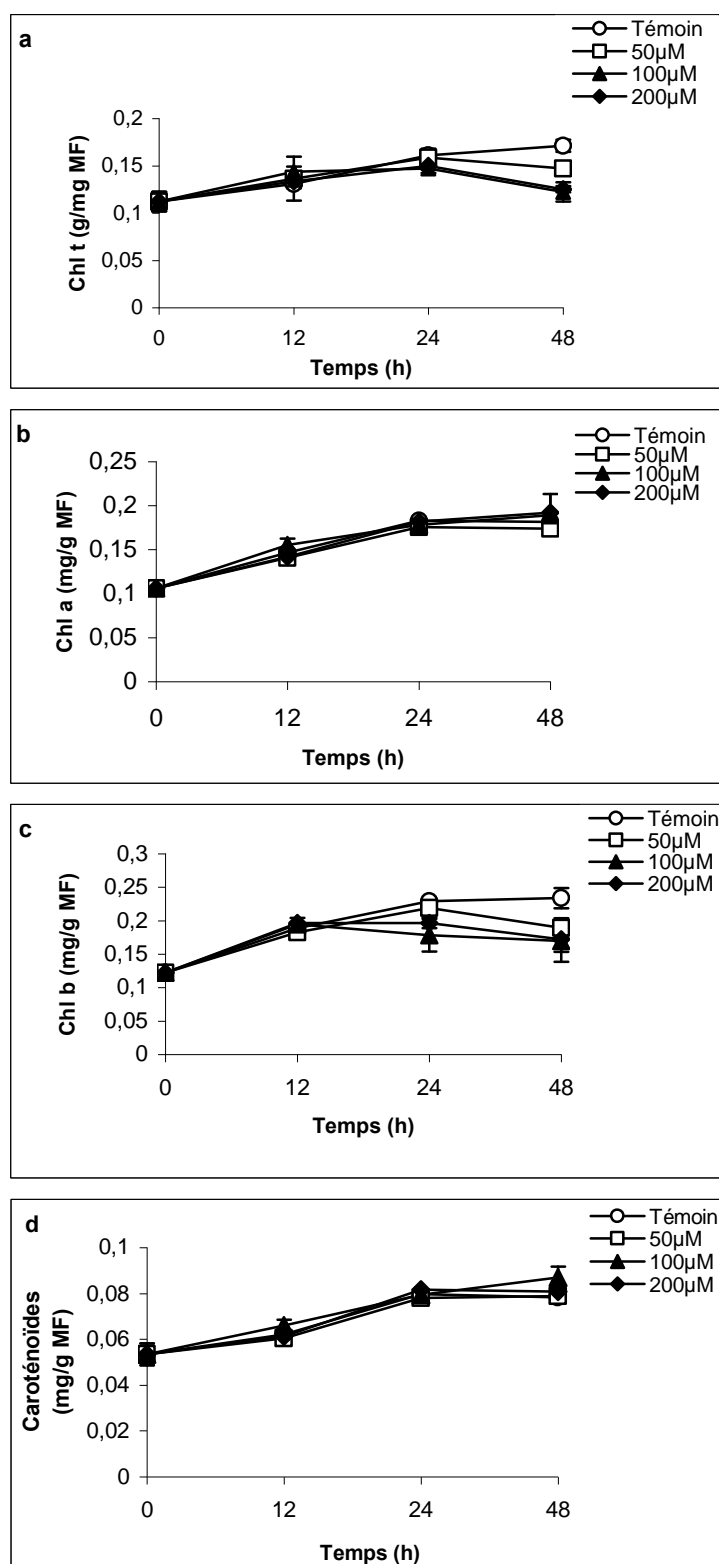 a
Témoin
50µM
100µM
200µM
Chl t (g/mg MF)
0,2
0,15
0,1
0,05
0
0 12 24 48
Temps (h)
b
Témoin
50µM
100µM
200µM
Chl a (mg/g MF)
0,25
0,2
0,15
0,1
0,05
0
0 12 24 48
Temps (h)
c
Témoin
50µM
100µM
200µM
Chl b (mg/g MF)
0,3
0,25
0,2
0,15
0,1
0,05
0
0 12 24 48
Temps (h)
d
Témoin
50µM
100µM
200µM
Caroténoïdes
(mg/g MF)
0,1
0,08
0,06
0,04
0,02
0
0 12 24 48
Temps (h)